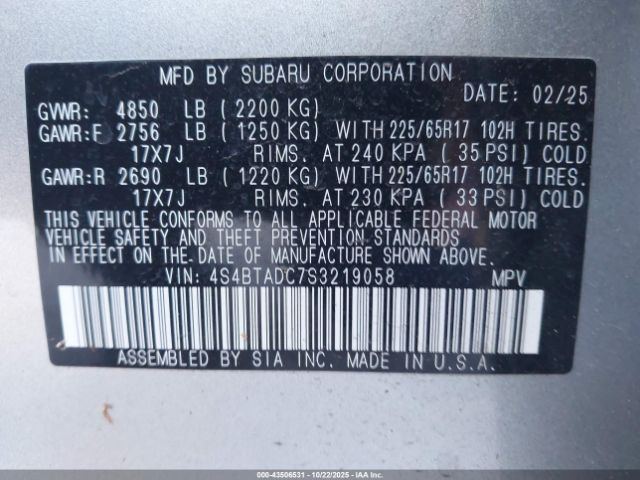 MFD BY SUBARU CORPORATION
DATE: 02/25
GVWR: 4850 LB (2200 KG)
GAWR:F 2756 LB (1250 KG) WITH 225/65R17 102H TIRES.
17X7J RIMS. AT 240 KPA ( 35 PSI) COLD
GAWR:R 2690 LB (1220 KG) WITH 225/65R17 102H TIRES.
17X7J RIMS. AT 230 KPA ( 33 PSI) COLD
THIS VEHICLE CONFORMS TO ALL APPLICABLE FEDERAL MOTOR
VEHICLE SAFETY AND THEFT PREVENTION STANDARDS
IN EFFECT ON THE DATE OF MANUFACTURE SHOWN ABOVE.
VIN: 4S4BTADC7S3219058 MPV
ASSEMBLED BY SIA INC. MADE IN U.S.A.
© - 43506531 - 10/22/2025 - IAAI.com